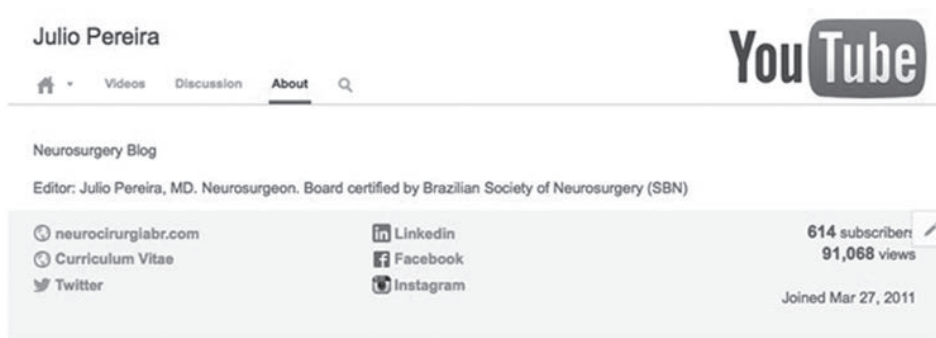 Julio Pereira
YouTube
Videos Discussion About
Neurosurgery Blog
Editor: Julio Pereira, MD. Neurosurgeon. Board certified by Brazilian Society of Neurosurgery (SBN)
neurocirurgiabr.com
Curriculum Vitae
Twitter
Linkedin
Facebook
Instagram
614 subscribers
91,068 views
Joined Mar 27, 2011